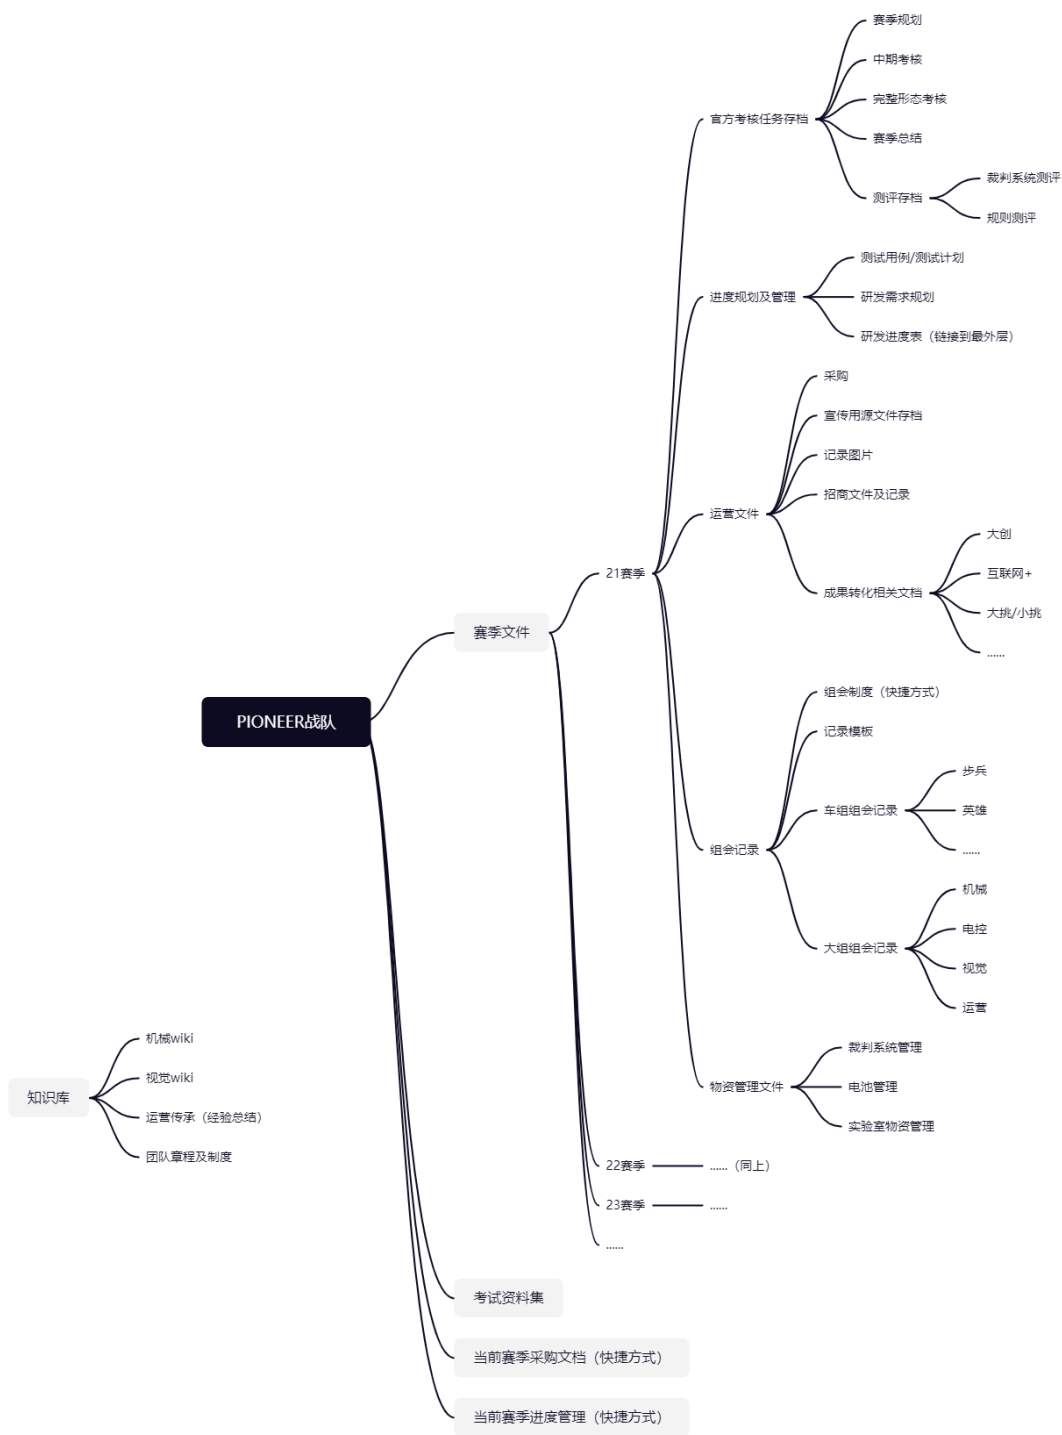 PIONEER战队
赛季文件
21赛季
官方考核任务存档
赛季规划
中期考核
完整形态考核
赛季总结
测评存档
裁判系统测评
规则测评
进度规划及管理
测试用例/测试计划
研发需求规划
研发进度表（链接到最外层）
运营文件
采购
宣传用源文件存档
记录图片
招商文件及记录
成果转化相关文档
大创
互联网+
大挑/小挑
......
组会记录
组会制度（快捷方式）
记录模板
车组组会记录
步兵
英雄
......
大组组会记录
机械
电控
视觉
运营
物资管理文件
裁判系统管理
电池管理
实验室物资管理
22赛季
......（同上）
23赛季
......
......
考试资料集
当前赛季采购文档（快捷方式）
当前赛季进度管理（快捷方式）
知识库
机械wiki
视觉wiki
运营传承（经验总结）
团队章程及制度